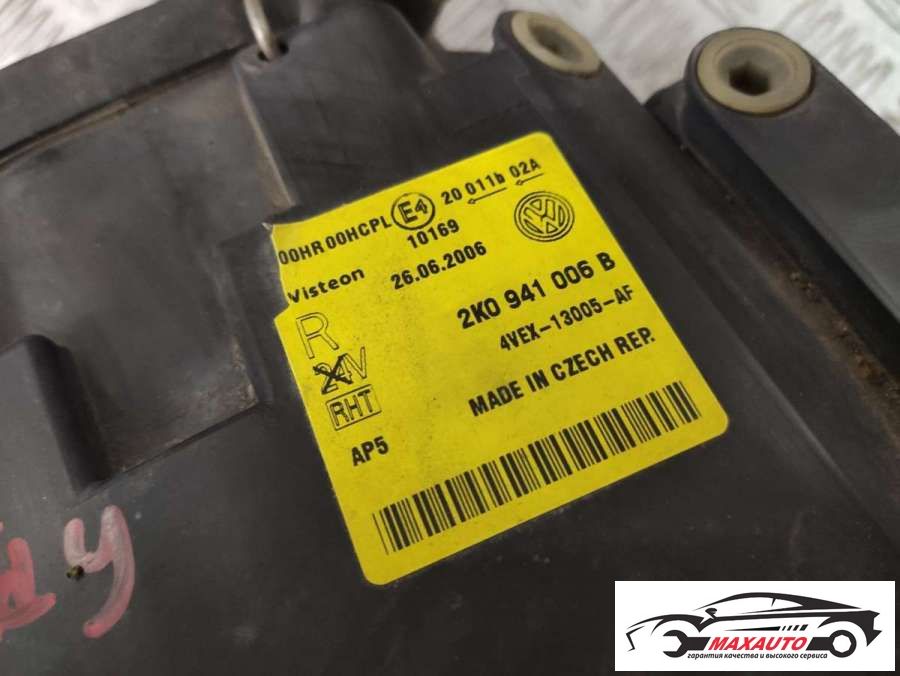 00HR 00HCPL E4 20 011b 02A
10169
Visteon 26.06.2006
2K0 941 006 B
R 4VEX-13005-AF
24V
RHT MADE IN CZECH REP.
AP5
y
MAXAUTO
гарантия качества и высокого сервиса